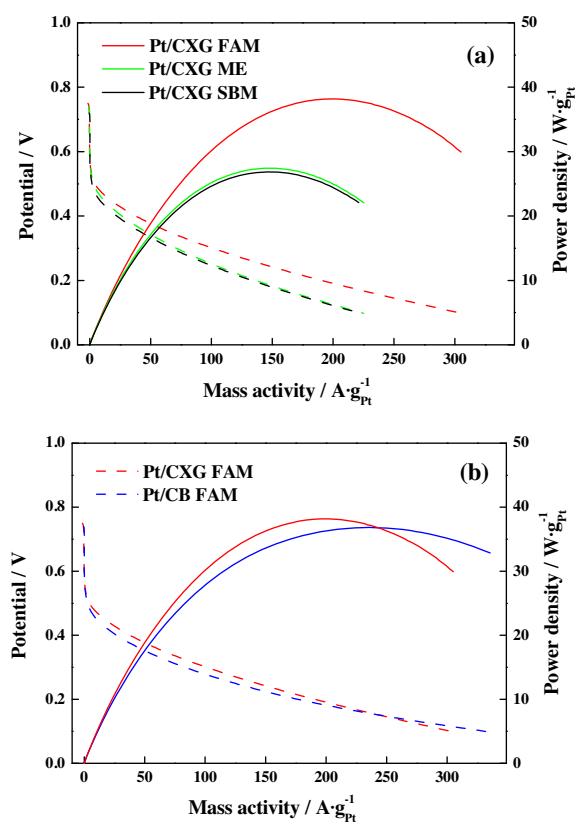 Pt/CXG FAM
Pt/CXG ME
Pt/CXG SBM
(a)
1.0
0.8
0.6
0.4
0.2
0.0
Potential / V
50
40
30
20
10
0
Power density / W·g⁻¹Pt
0 50 100 150 200 250 300
Mass activity / A·g⁻¹Pt
Pt/CXG FAM
Pt/CB FAM
(b)
1.0
0.8
0.6
0.4
0.2
0.0
Potential / V
50
40
30
20
10
0
Power density / W·g⁻¹Pt
0 50 100 150 200 250 300
Mass activity / A·g⁻¹Pt